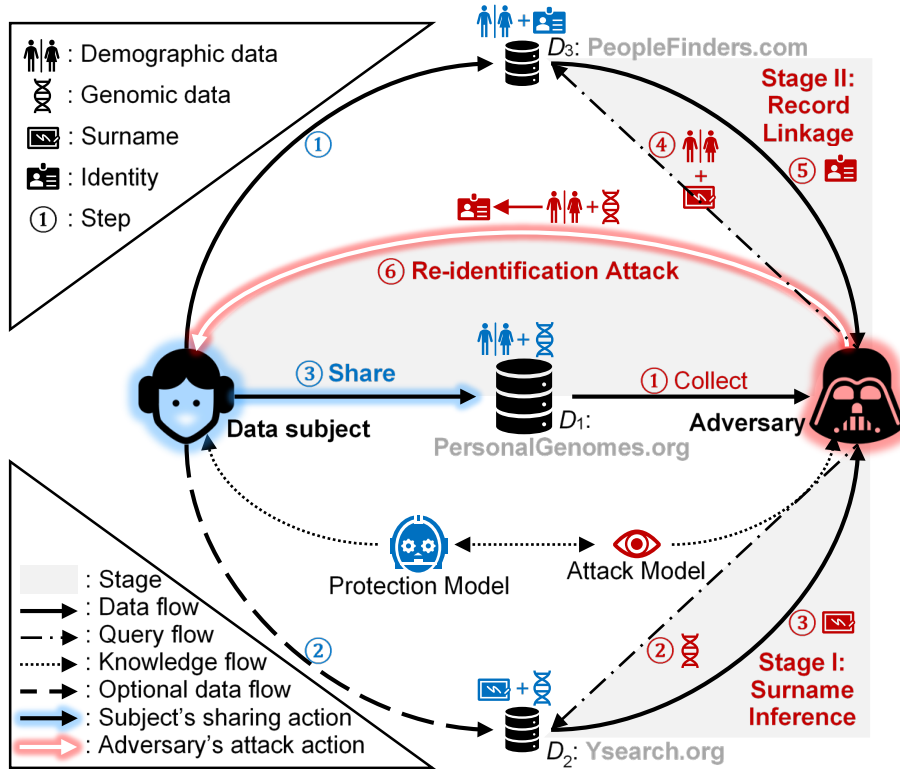 : Demographic data
: Genomic data
: Surname
: Identity
① : Step
+
D₃: PeopleFinders.com
Stage II:
Record
Linkage
①
④
+
⑤
+
⑥ Re-identification Attack
+
③ Share
① Collect
Data subject
D₁:
PersonalGenomes.org
Adversary
Protection Model
Attack Model
: Stage
: Data flow
: Query flow
: Knowledge flow
: Optional data flow
: Subject's sharing action
: Adversary's attack action
②
+
D₂: Ysearch.org
②
③
Stage I:
Surname
Inference